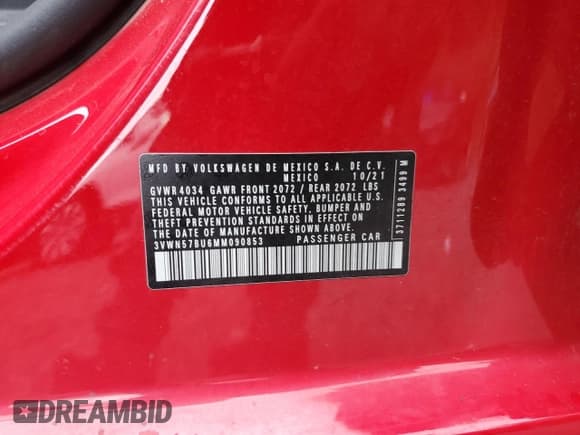 MFD BY VOLKSWAGEN DE MEXICO S.A. DE C.V.
MEXICO 10/21
GVWR 4034 GAWR FRONT 2072 / REAR 2072 LBS
THIS VEHICLE CONFORMS TO ALL APPLICABLE U.S.
FEDERAL MOTOR VEHICLE SAFETY, BUMPER AND
THEFT PREVENTION STANDARDS IN EFFECT ON
THE DATE OF MANUFACTURE SHOWN ABOVE.
3VWN57BU6MM090853 PASSENGER CAR
3711289 3499 M
DREAMBID